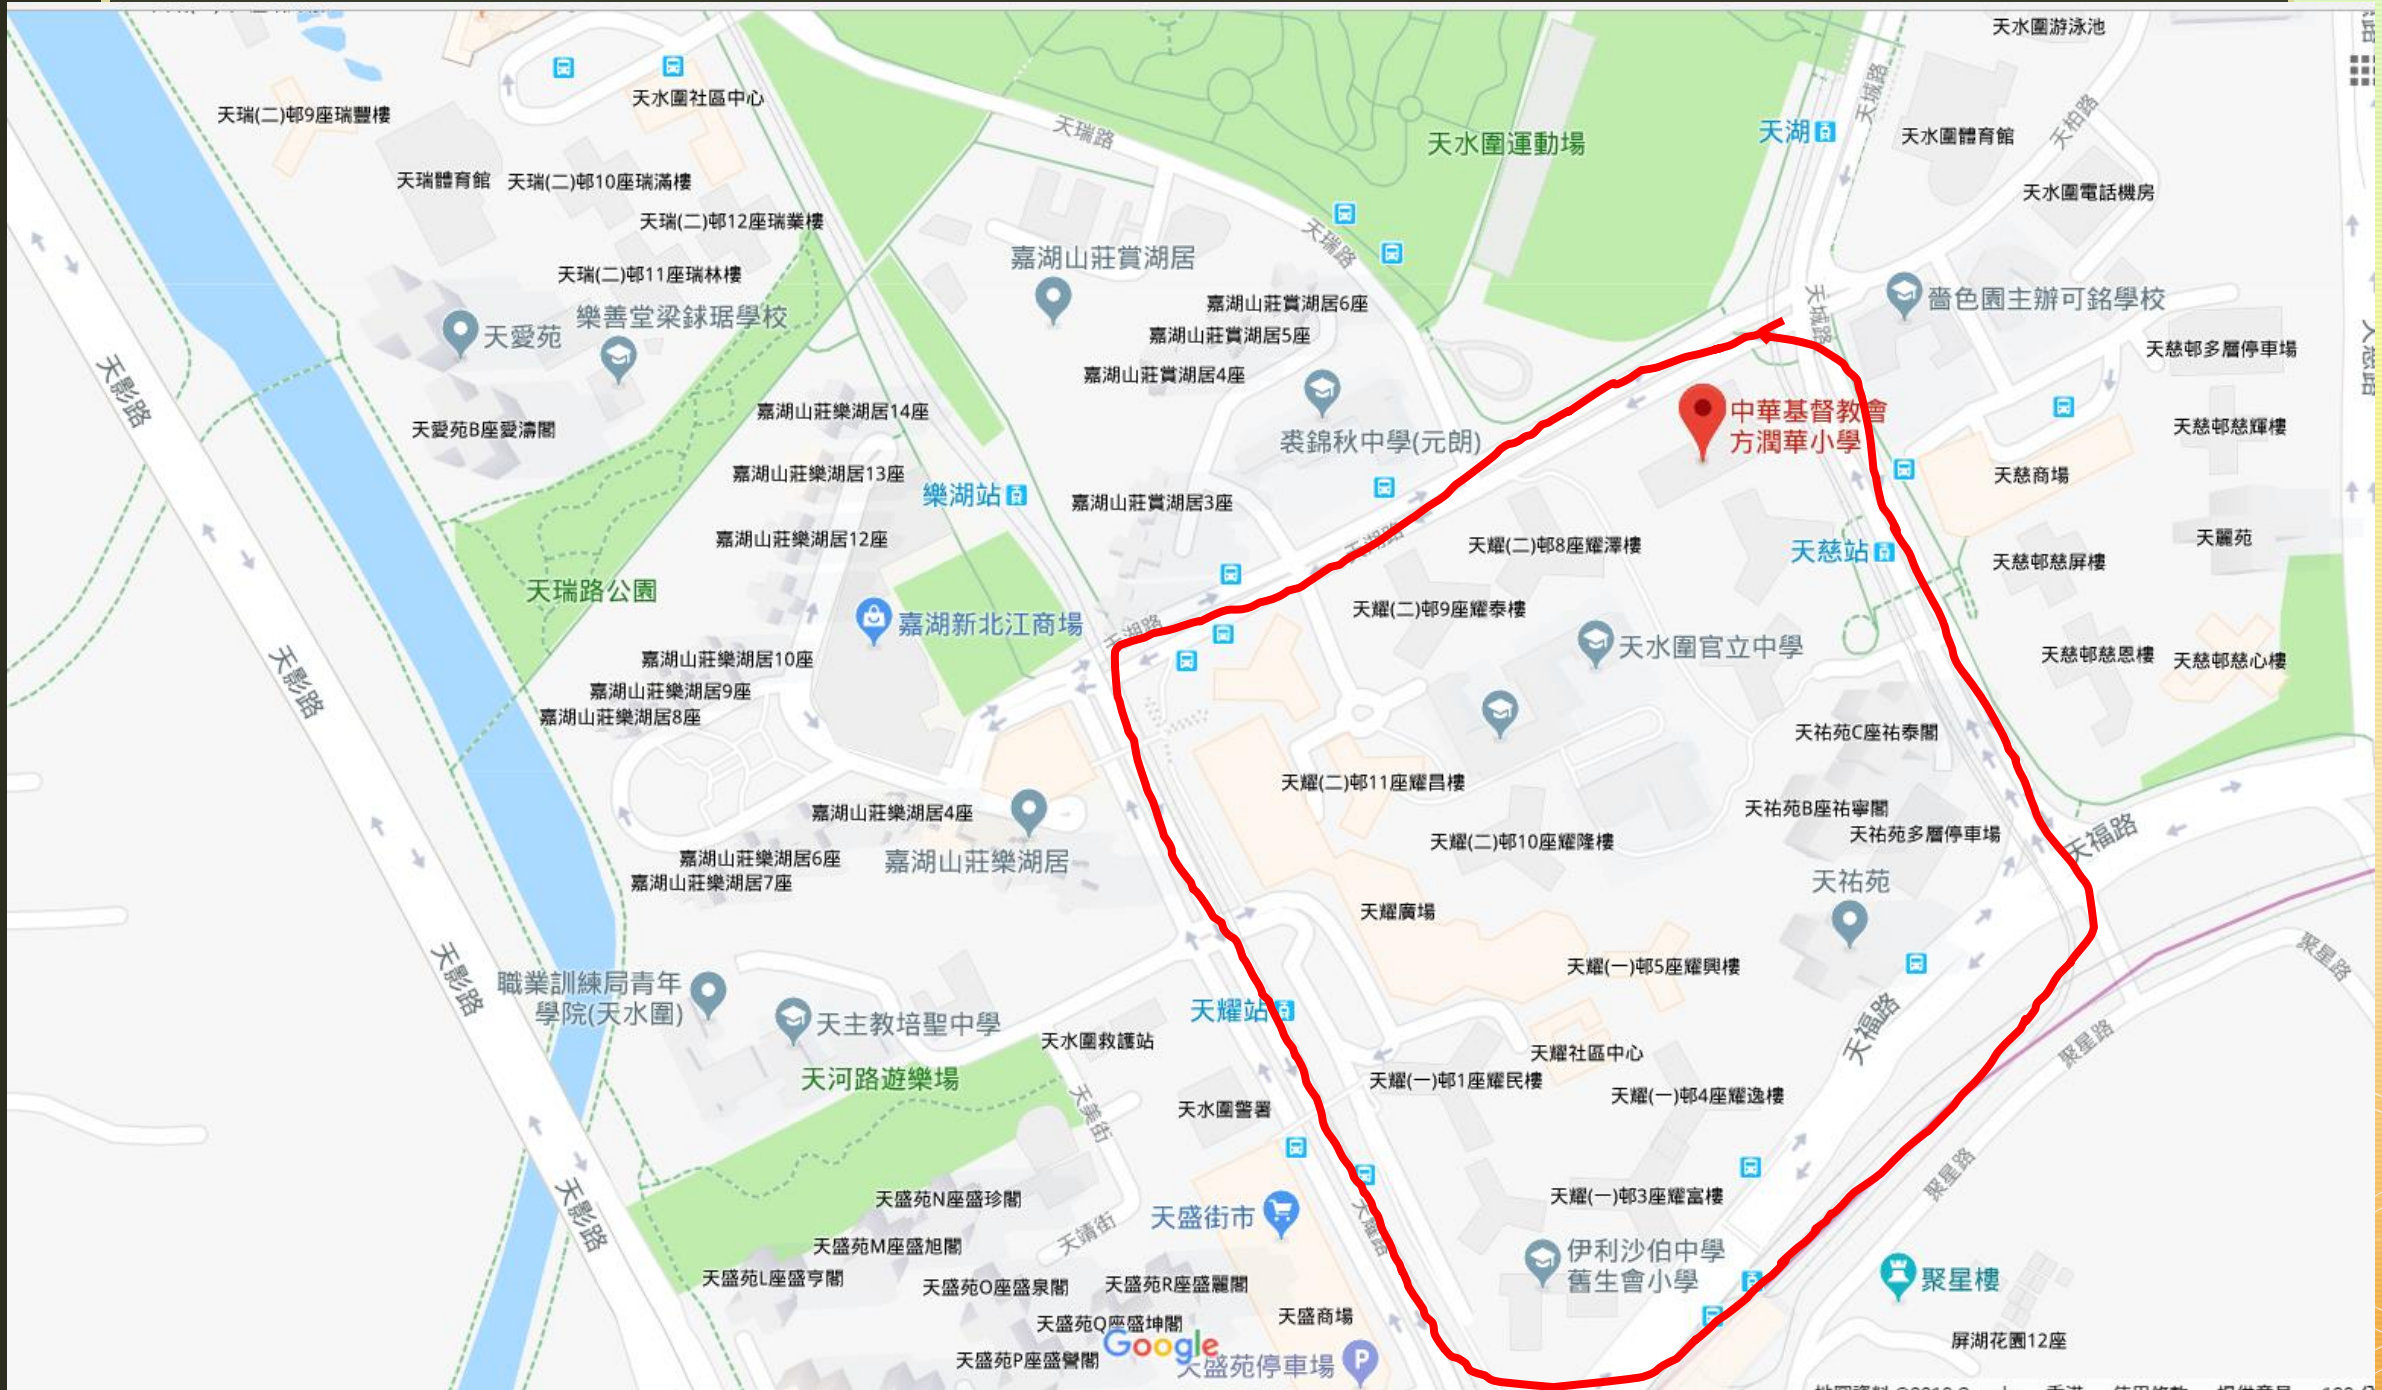 天水圍游泳池
天瑞(二)邨9座瑞豐樓
天水圍社區中心
天瑞路
天水圍運動場
天湖
天城路
天水圍體育館
天柏路
天瑞體育館
天瑞(二)邨10座瑞滿樓
天水圍電話機房
天瑞(二)邨12座瑞業樓
天瑞路
嘉湖山莊賞湖居
天瑞(二)邨11座瑞林樓
樂善堂梁銶琚學校
嘉湖山莊賞湖居6座
天城路
嗇色園主辦可銘學校
天愛苑
嘉湖山莊賞湖居5座
天慈邨多層停車場
天影路
嘉湖山莊賞湖居4座
嘉湖山莊樂湖居14座
中華基督教會
方潤華小學
天愛苑B座愛濤閣
裘錦秋中學(元朗)
天慈邨慈輝樓
嘉湖山莊樂湖居13座
天慈商場
樂湖站
嘉湖山莊賞湖居3座
嘉湖山莊樂湖居12座
天湖路
天耀(二)邨8座耀澤樓
天慈站
天麗苑
天慈邨慈屏樓
天瑞路公園
天耀(二)邨9座耀泰樓
嘉湖新北江商場
天湖路
天水圍官立中學
嘉湖山莊樂湖居10座
天慈邨慈恩樓
天慈邨慈心樓
天影路
嘉湖山莊樂湖居9座
嘉湖山莊樂湖居8座
天祐苑C座祐泰閣
天耀(二)邨11座耀昌樓
嘉湖山莊樂湖居4座
天祐苑B座祐寧閣
天祐苑多層停車場
天福路
天耀(二)邨10座耀隆樓
嘉湖山莊樂湖居6座
嘉湖山莊樂湖居
嘉湖山莊樂湖居7座
天祐苑
天耀廣場
聚星路
天耀(一)邨5座耀興樓
天影路
職業訓練局青年
學院(天水圍)
天耀站
天主教培聖中學
天福路
天水圍救護站
聚星路
天耀社區中心
天河路遊樂場
天耀(一)邨1座耀民樓
天耀(一)邨4座耀逸樓
天美街
天水圍警署
聚星路
天盛苑N座盛珍閣
天耀(一)邨3座耀富樓
天影路
天盛街市
天耀路
天靖街
天盛苑M座盛旭閣
伊利沙伯中學
舊生會小學
天盛苑L座盛亨閣
天盛苑O座盛泉閣
天盛苑R座盛麗閣
聚星樓
天盛商場
天盛苑Q座盛坤閣
Google
屏湖花園12座
天盛苑P座盛譽閣
天盛苑停車場
P